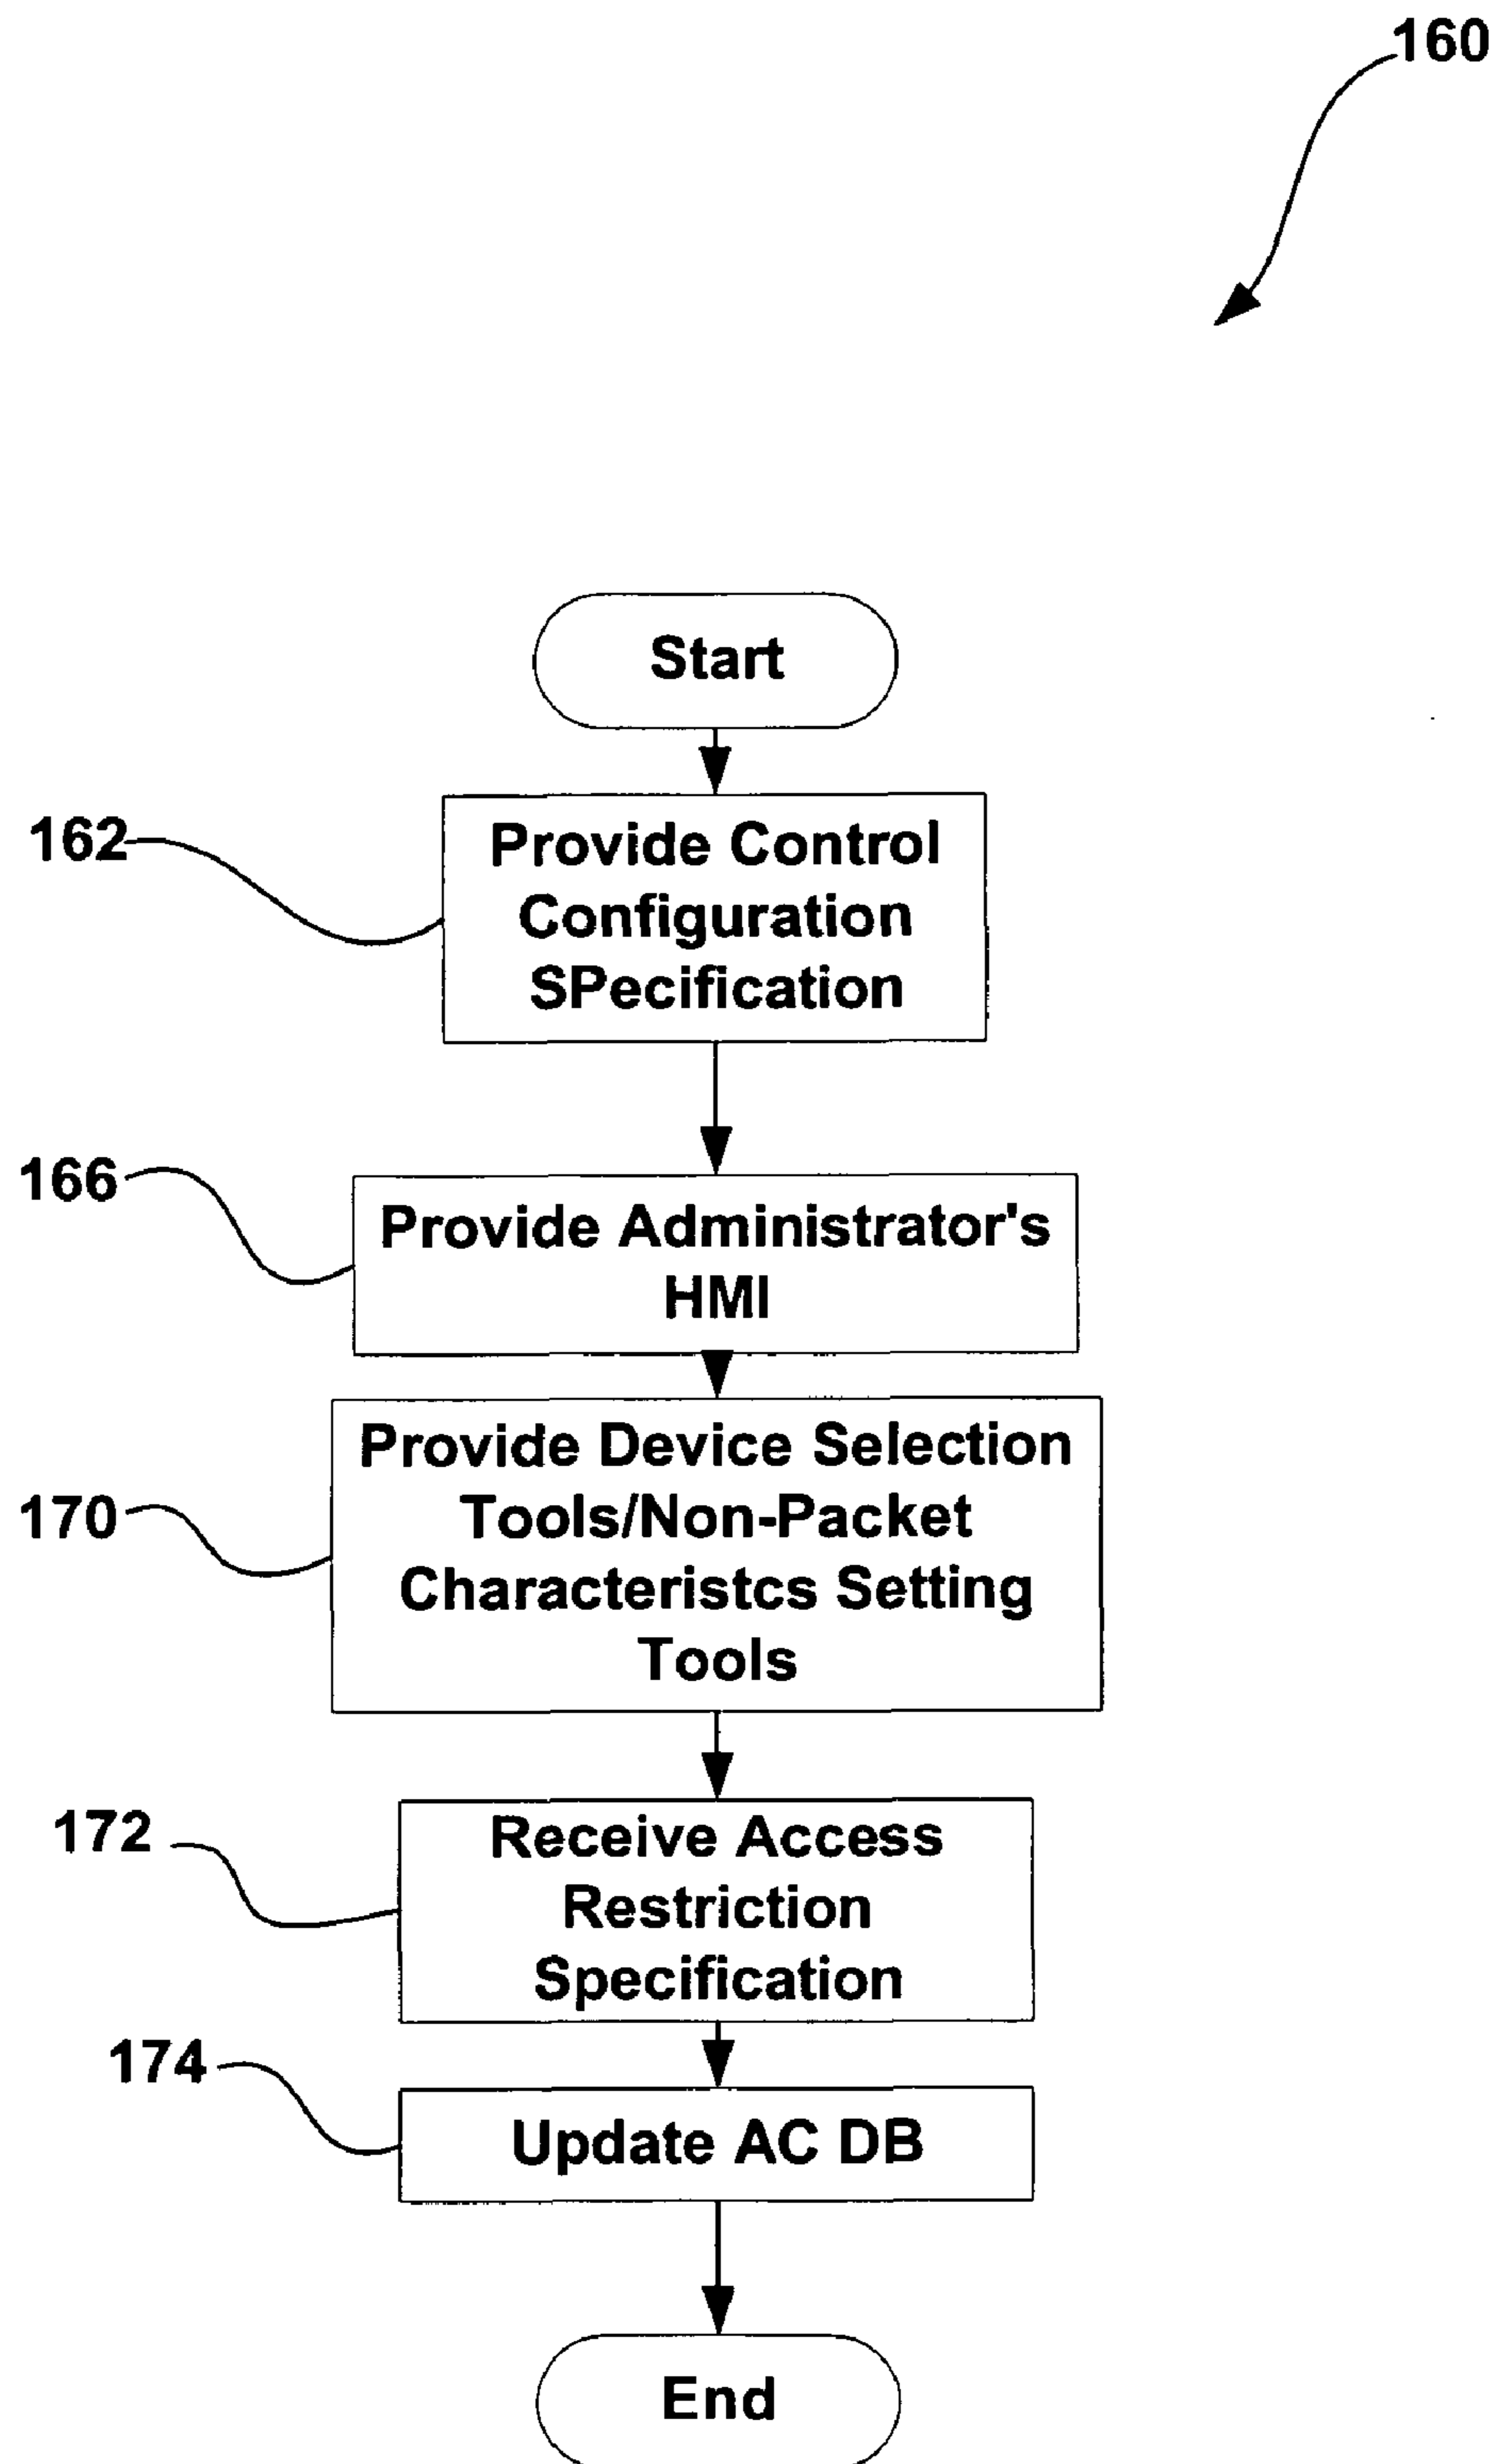 160
Start
162
Provide Control
Configuration
SPecification
166
Provide Administrator's
HMI
170
Provide Device Selection
Tools/Non-Packet
Characteristcs Setting
Tools
172
Receive Access
Restriction
Specification
174
Update AC DB
End